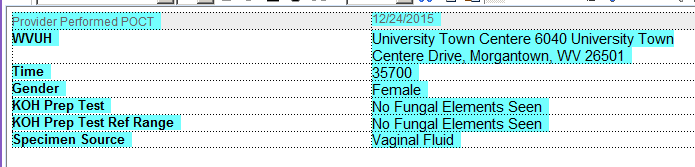 Provider Performed POCT 12/24/2015
WVUH University Town Centere 6040 University Town
Centere Drive, Morgantown, WV 26501
Time 35700
Gender Female
KOH Prep Test No Fungal Elements Seen
KOH Prep Test Ref Range No Fungal Elements Seen
Specimen Source Vaginal Fluid